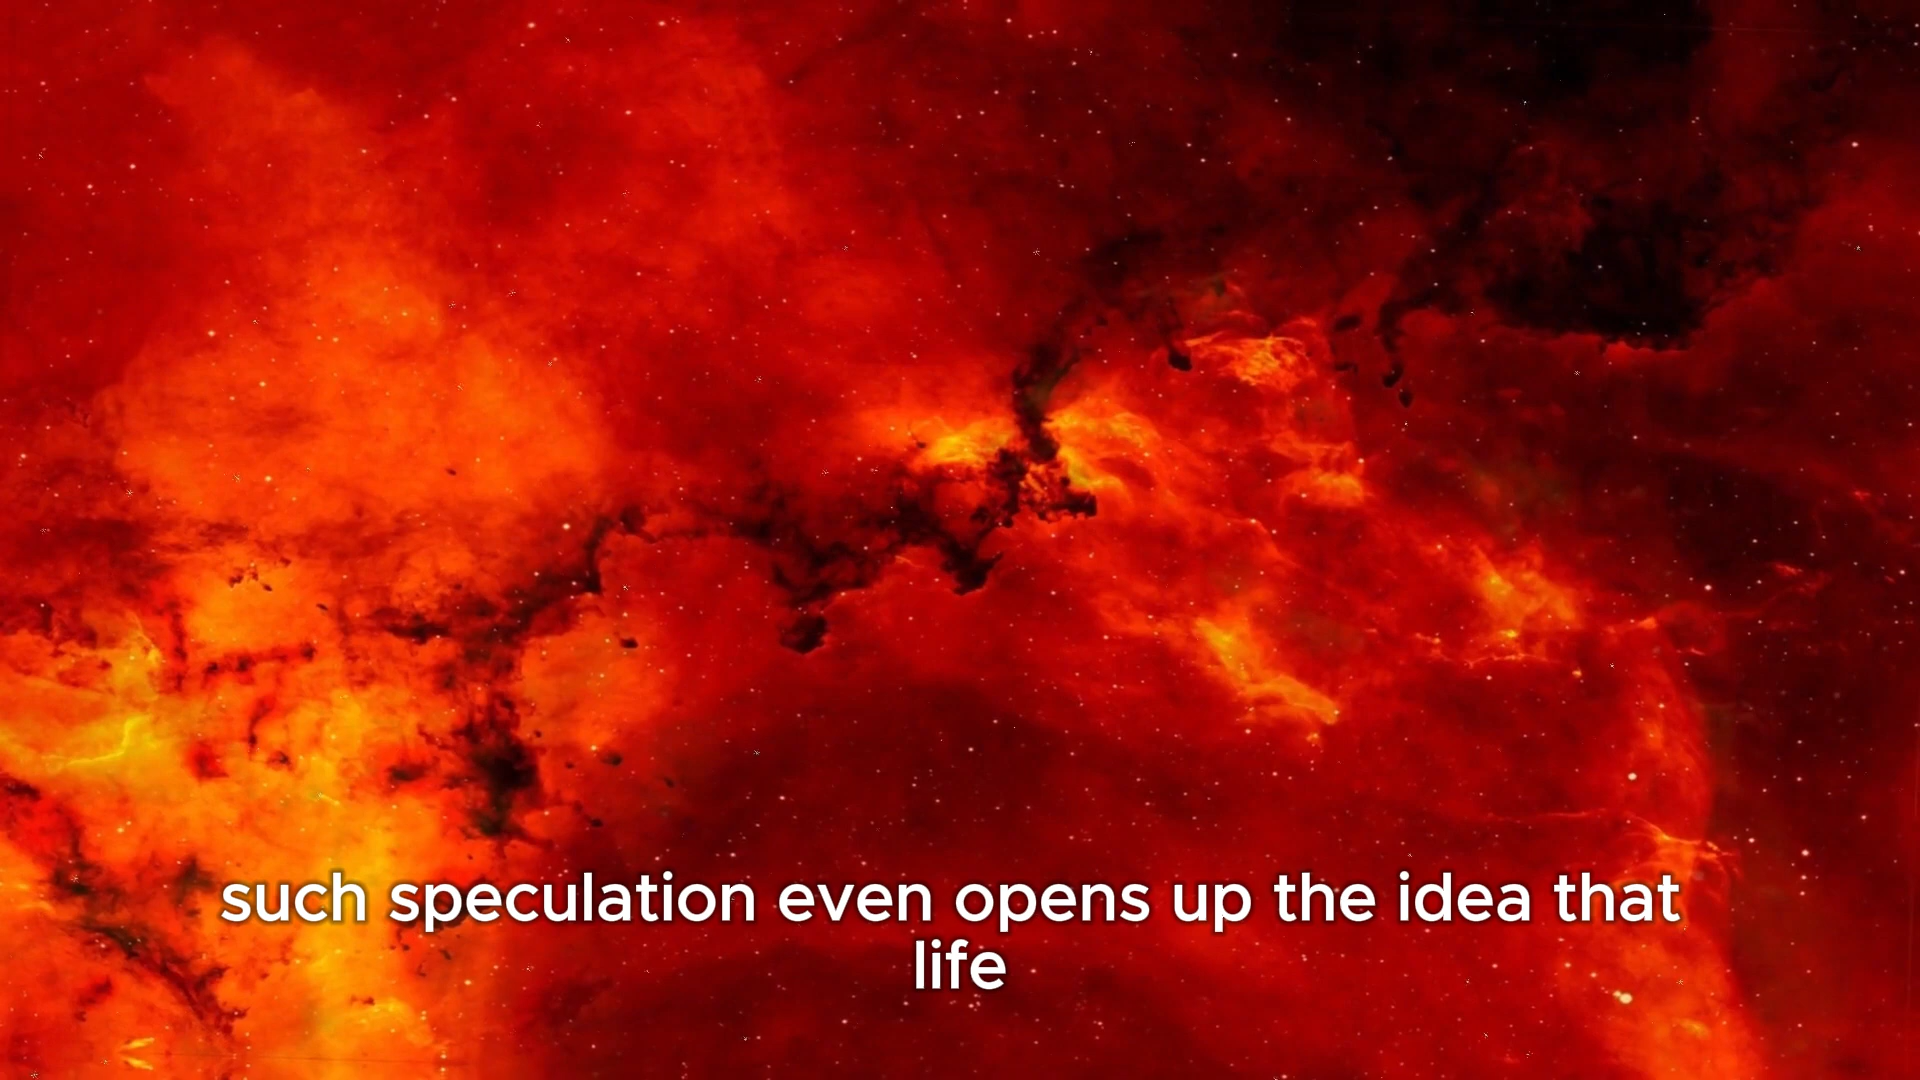 such speculation even opens up the idea that
life